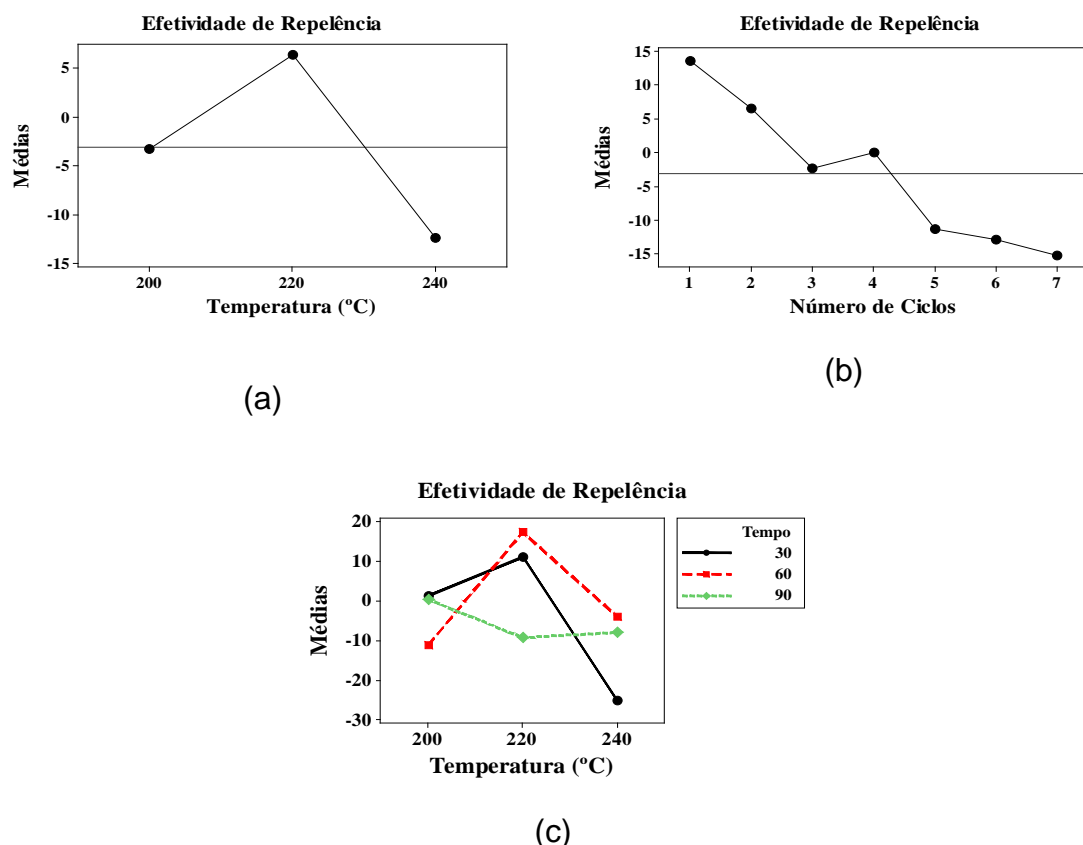 Efetividade de Repelência
5
0
-5
-10
-15
Médias
200 220 240
Temperatura (ºC)
(a)
Efetividade de Repelência
15
10
5
0
-5
-10
-15
Médias
1 2 3 4 5 6 7
Número de Ciclos
(b)
Efetividade de Repelência
20
10
0
-10
-20
-30
Médias
200 220 240
Temperatura (ºC)
Tempo
30
60
90
(c)